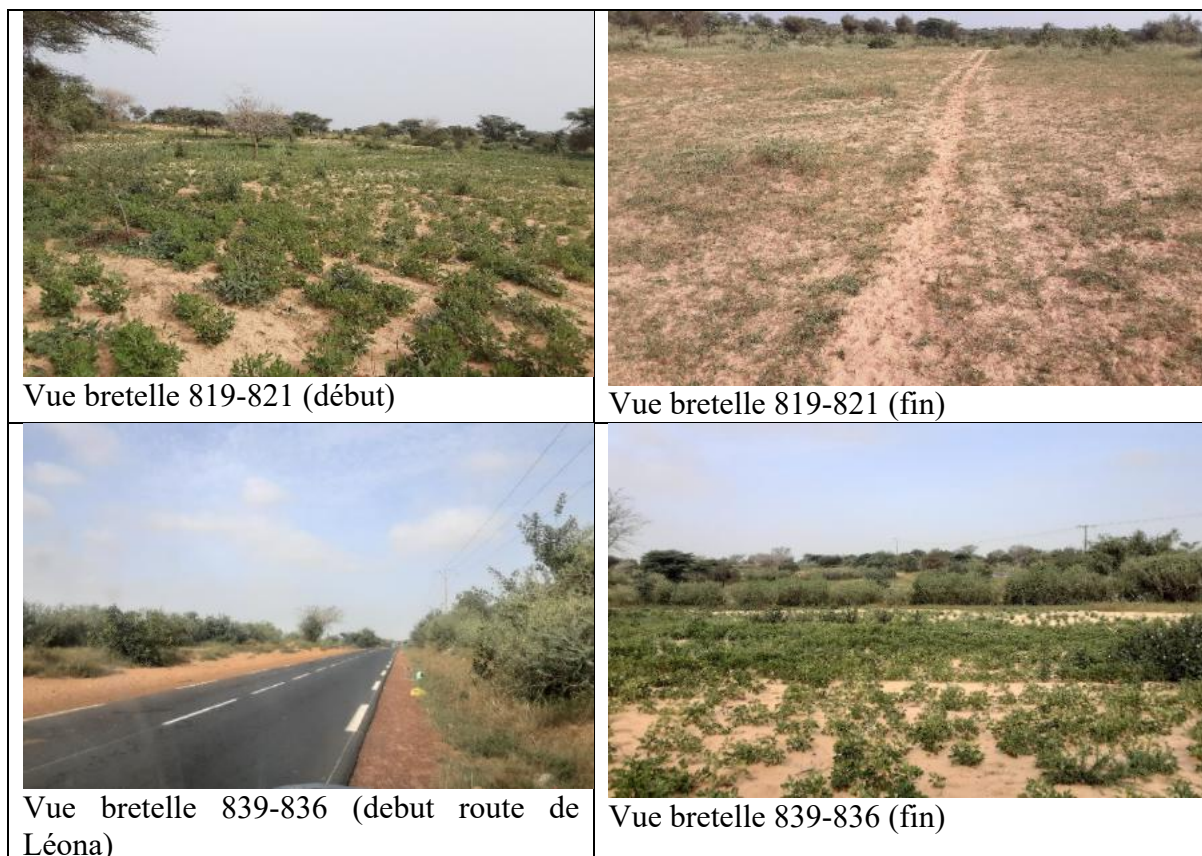 Vue bretelle 819-821 (début)
Vue bretelle 819-821 (fin)
Vue bretelle 839-836 (debut route de
Léona)
Vue bretelle 839-836 (fin)